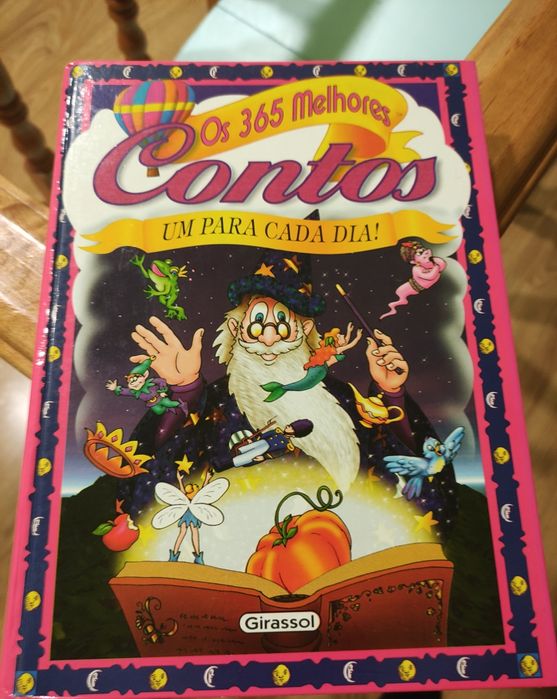 Os 365 Melhores
Contos
UM PARA CADA DIA!
Girassol